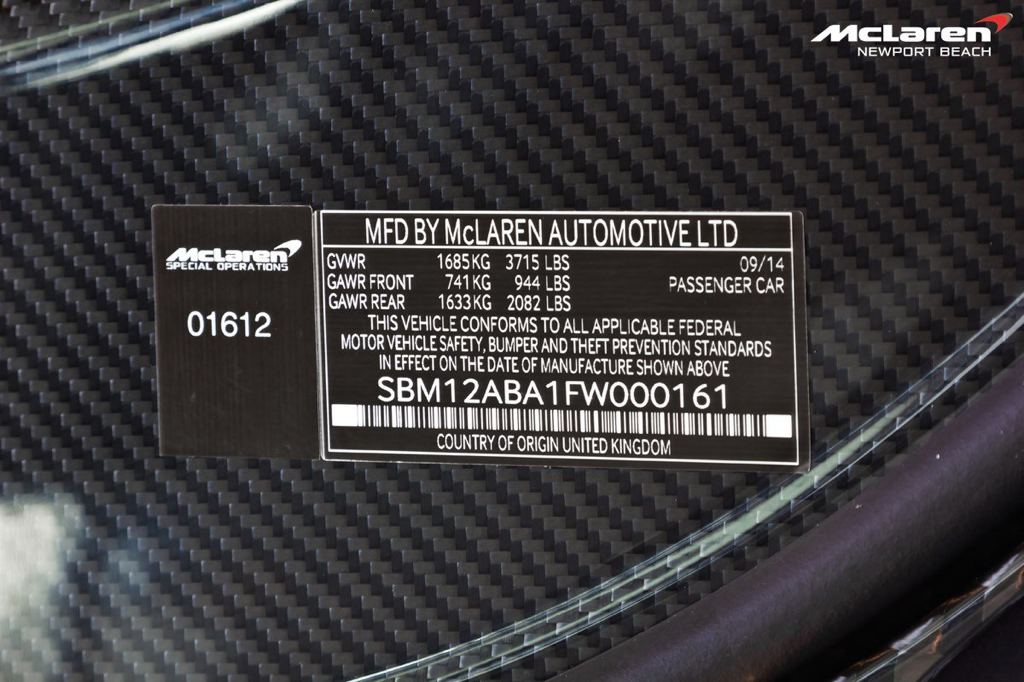 McLaren
NEWPORT BEACH
McLaren
SPECIAL OPERATIONS
01612
MFD BY McLAREN AUTOMOTIVE LTD
GVWR 1685 KG 3715 LBS 09/14
GAWR FRONT 741 KG 944 LBS PASSENGER CAR
GAWR REAR 1633 KG 2082 LBS
THIS VEHICLE CONFORMS TO ALL APPLICABLE FEDERAL
MOTOR VEHICLE SAFETY, BUMPER AND THEFT PREVENTION STANDARDS
IN EFFECT ON THE DATE OF MANUFACTURE SHOWN ABOVE
SBM12ABA1FW000161
COUNTRY OF ORIGIN UNITED KINGDOM